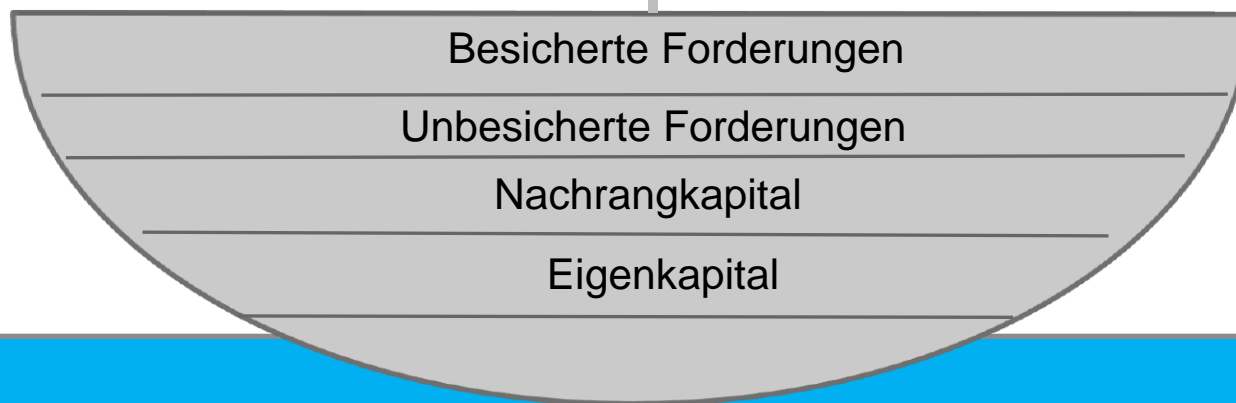 Besicherte Forderungen
Unbesicherte Forderungen
Nachrangkapital
Eigenkapital